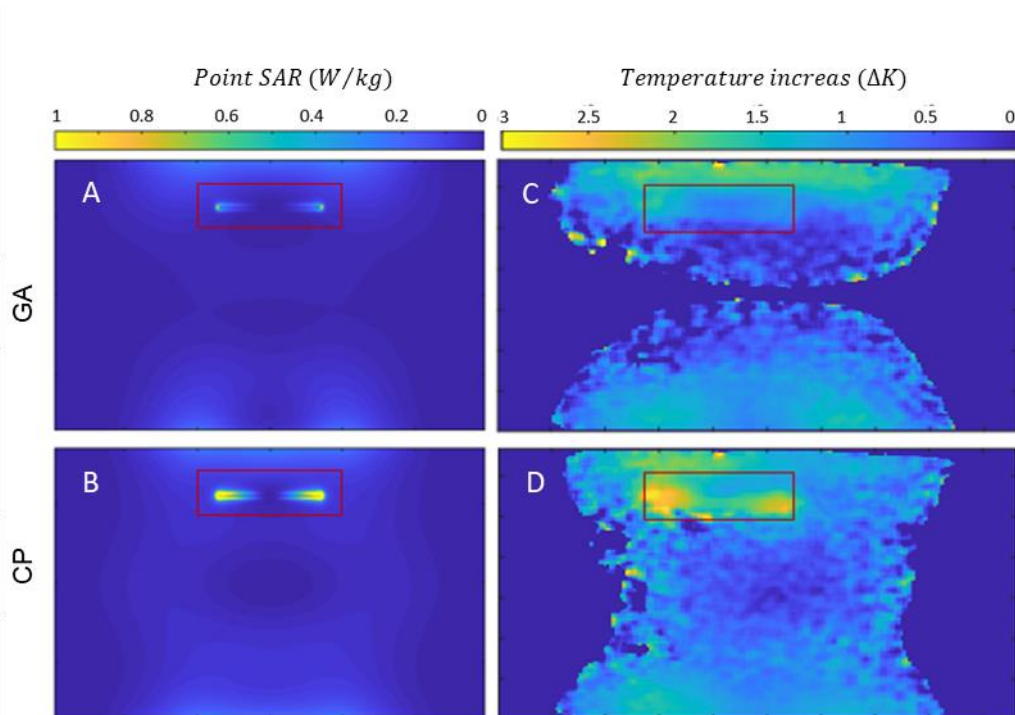 Point SAR (W/kg)
Temperature increas (ΔK)
1 0.8 0.6 0.4 0.2 0
3 2.5 2 1.5 1 0.5 0
A
C
GA
B
D
CP